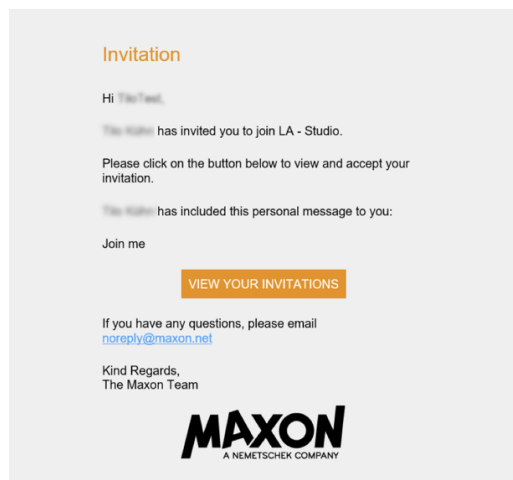 Invitation
Hi
has invited you to join LA - Studio.
Please click on the button below to view and accept your
invitation.
has included this personal message to you:
Join me
VIEW YOUR INVITATIONS
If you have any questions, please email
noreply@maxon.net
Kind Regards,
The Maxon Team
MAXON
A NEMETSCHEK COMPANY